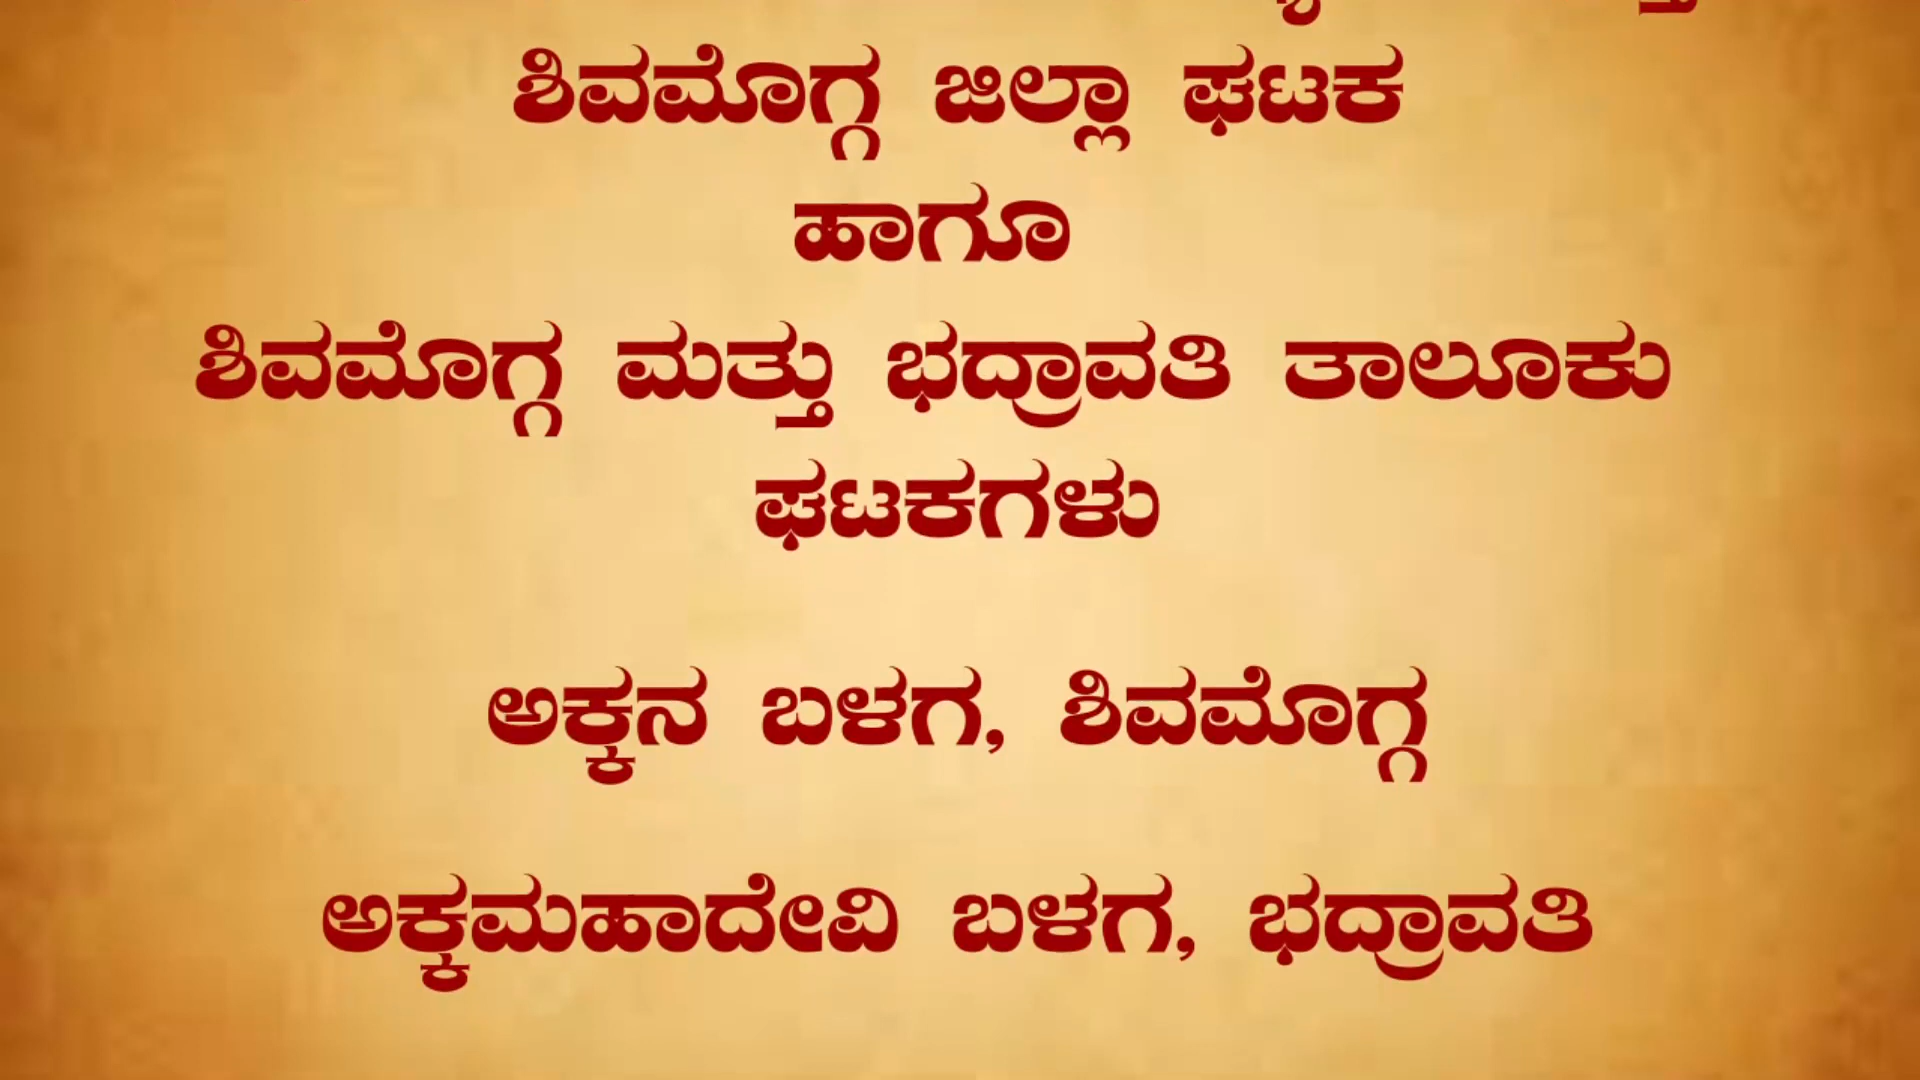 ಶಿವಮೊಗ್ಗ ಜಿಲ್ಲಾ ಘಟಕ
ಹಾಗೂ
ಶಿವಮೊಗ್ಗ ಮತ್ತು ಭದ್ರಾವತಿ ತಾಲೂಕು
ಘಟಕಗಳು
ಅಕ್ಕನ ಬಳಗ, ಶಿವಮೊಗ್ಗ
ಅಕ್ಕಮಹಾದೇವಿ ಬಳಗ, ಭದ್ರಾವತಿ